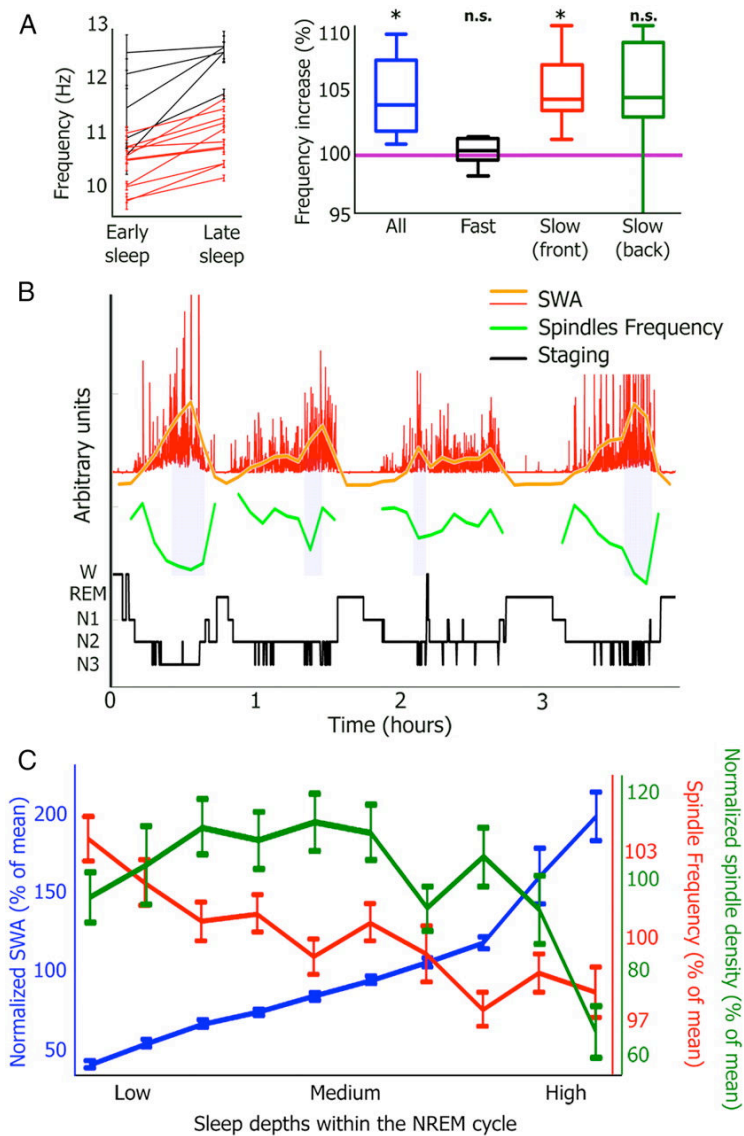 A
13
12
11
10
Frequency (Hz)
Early sleep
Late sleep
Frequency increase (%)
110
105
100
95
*
n.s.
*
n.s.
All
Fast
Slow (front)
Slow (back)
B
SWA
Spindles Frequency
Staging
Arbitrary units
W
REM
N1
N2
N3
0
1
2
3
Time (hours)
C
Normalized SWA (% of mean)
200
150
100
50
120
100
80
60
103
100
97
Spindle Frequency (% of mean)
Normalized spindle density (% of mean)
Low
Medium
High
Sleep depths within the NREM cycle